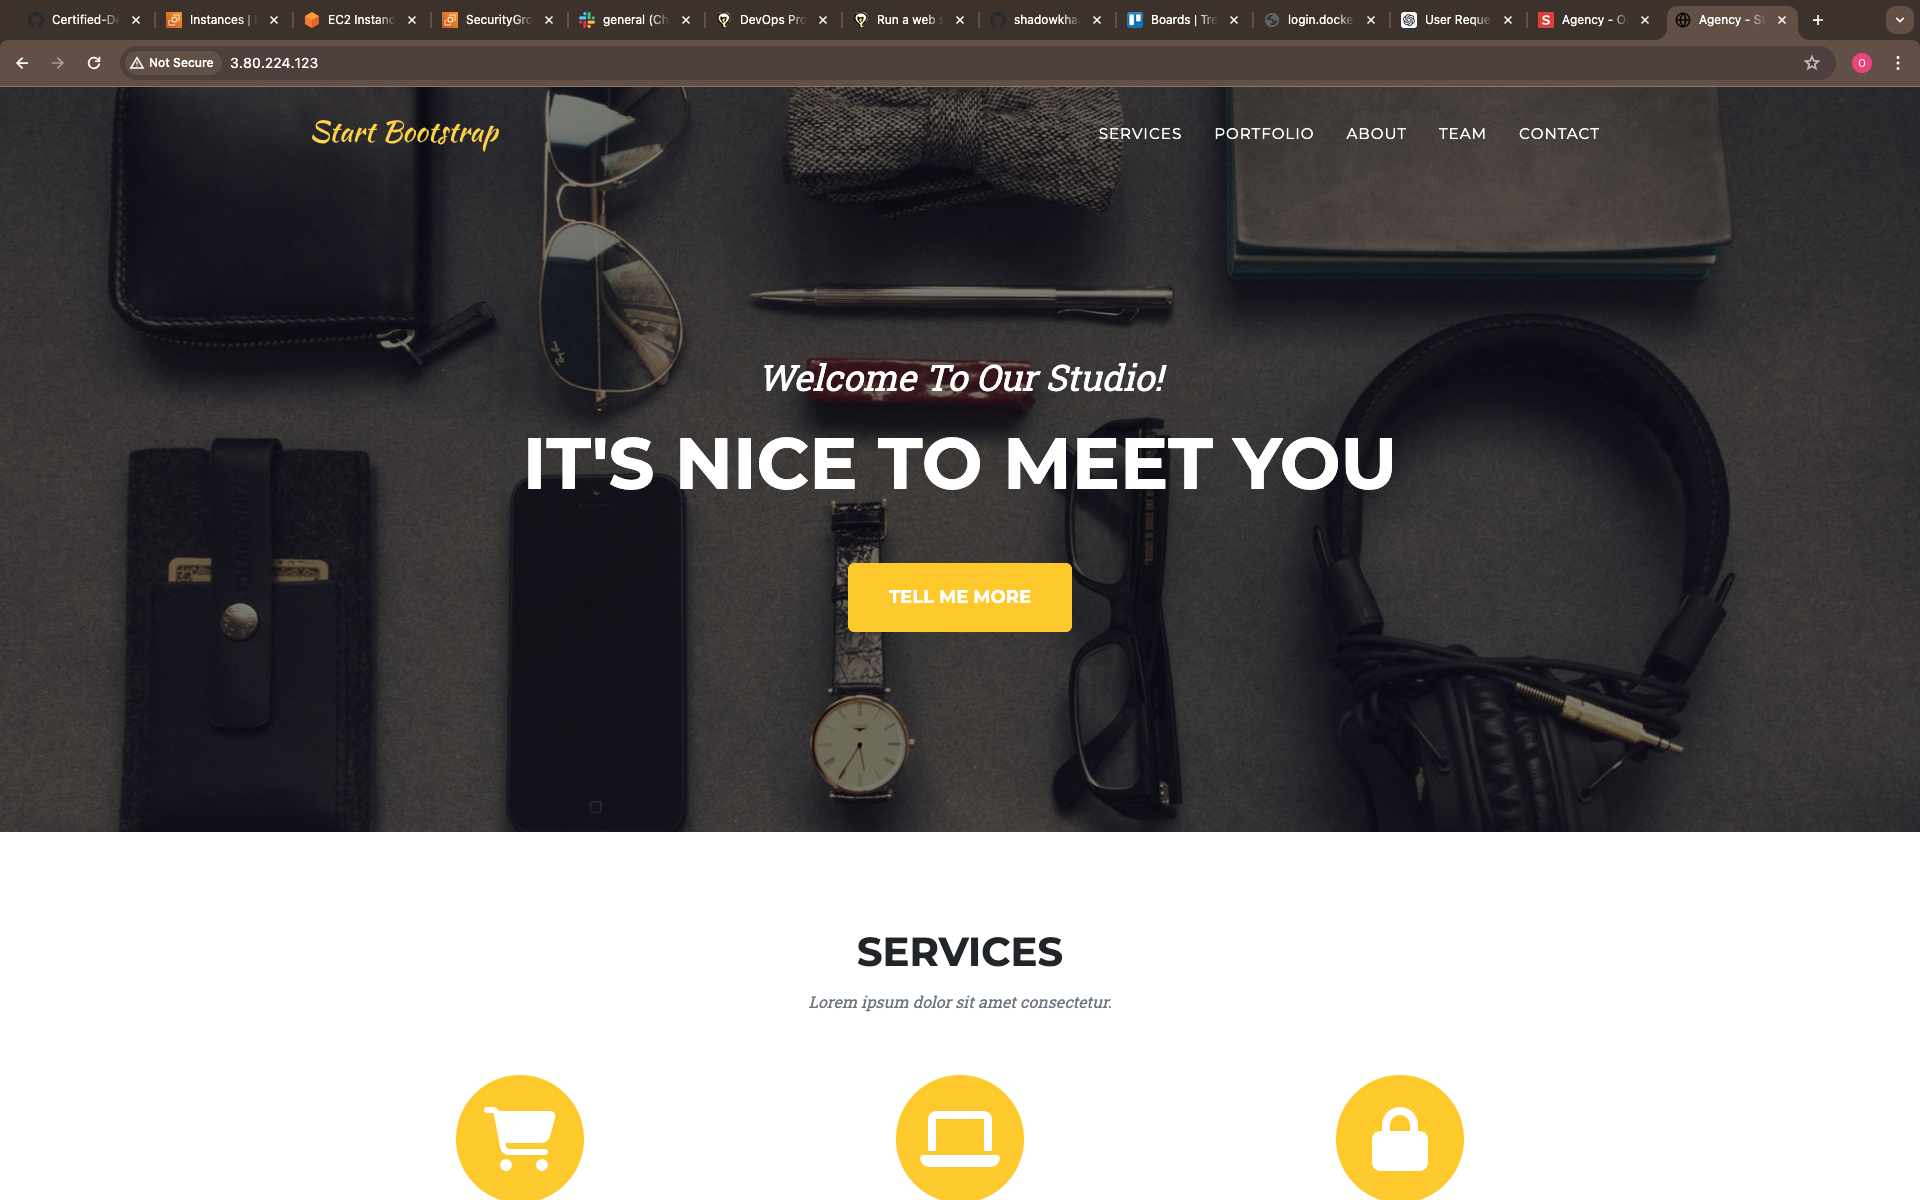 Certified-De
Instances |
EC2 Instanc
SecurityGro
general (Ch
DevOps Pro
Run a web s
shadowkha
Boards | Tre
login.docke
User Reque
Agency - O
Agency - St
Not Secure
3.80.224.123
O
Start Bootstrap
SERVICES
PORTFOLIO
ABOUT
TEAM
CONTACT
Welcome To Our Studio!
IT'S NICE TO MEET YOU
TELL ME MORE
SERVICES
Lorem ipsum dolor sit amet consectetur.